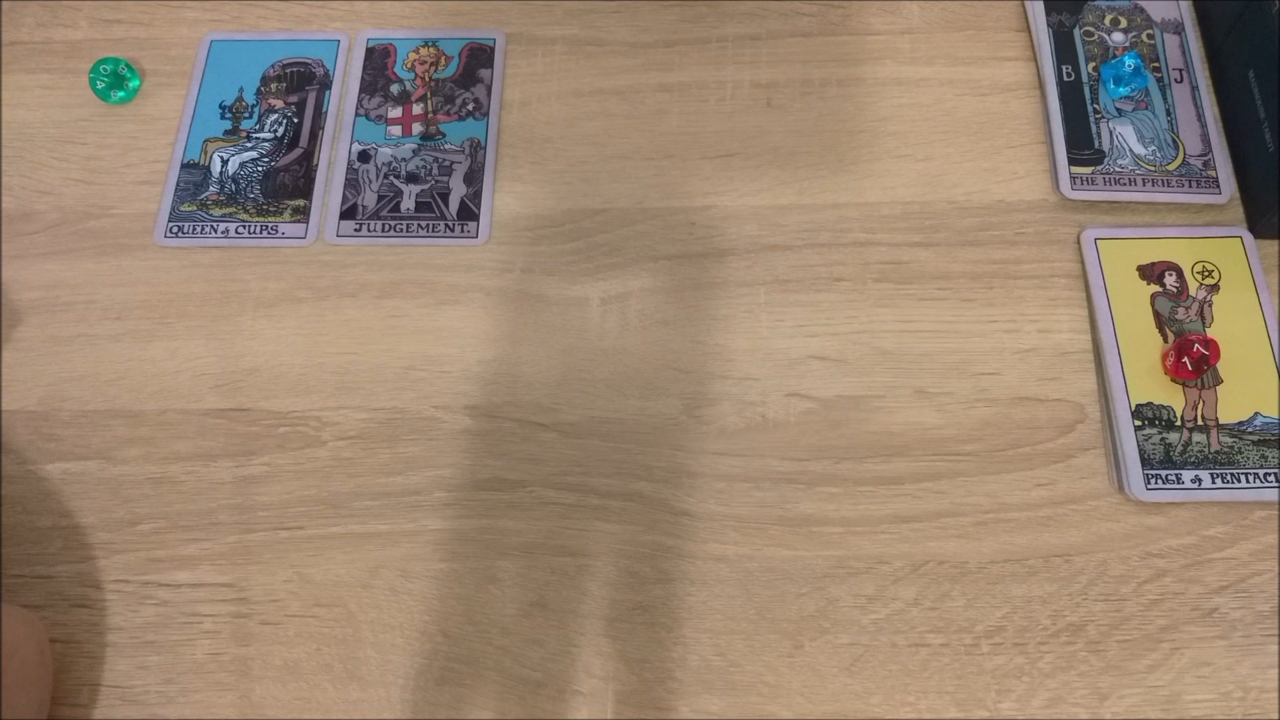 QUEEN of CUPS.
JUDGEMENT.
B J
THE HIGH PRIESTESS
PAGE of PENTACL